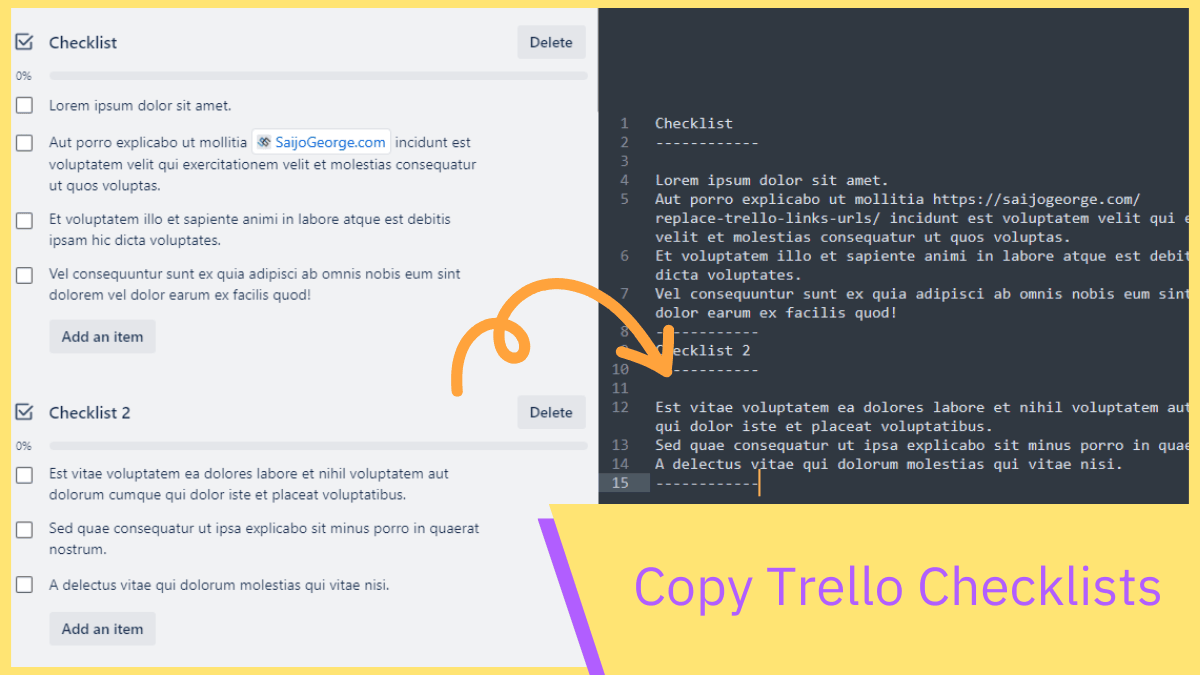 Checklist
Delete
0%
Lorem ipsum dolor sit amet.
Aut porro explicabo ut mollitia SaijoGeorge.com incidunt est
voluptatem velit qui exercitationem velit et molestias consequatur
ut quos voluptas.
Et voluptatem illo et sapiente animi in labore atque est debitis
ipsam hic dicta voluptates.
Vel consequuntur sunt ex quia adipisci ab omnis nobis eum sint
dolorem vel dolor earum ex facilis quod!
Add an item
Checklist 2
Delete
0%
Est vitae voluptatem ea dolores labore et nihil voluptatem aut
dolorum cumque qui dolor iste et placeat voluptatibus.
Sed quae consequatur ut ipsa explicabo sit minus porro in quaerat
nostrum.
A delectus vitae qui dolorum molestias qui vitae nisi.
Add an item
1 Checklist
2 ------------
3
4 Lorem ipsum dolor sit amet.
5 Aut porro explicabo ut mollitia https://saijogeorge.com/
replace-trello-links-urls/ incidunt est voluptatem velit qui
velit et molestias consequatur ut quos voluptas.
6 Et voluptatem illo et sapiente animi in labore atque est debit
dicta voluptates.
7 Vel consequuntur sunt ex quia adipisci ab omnis nobis eum sint
dolor earum ex facilis quod!
8 ------------
9 Checklist 2
10 ------------
11
12 Est vitae voluptatem ea dolores labore et nihil voluptatem aut
qui dolor iste et placeat voluptatibus.
13 Sed quae consequatur ut ipsa explicabo sit minus porro in quae
14 A delectus vitae qui dolorum molestias qui vitae nisi.
15 ------------
Copy Trello Checklists